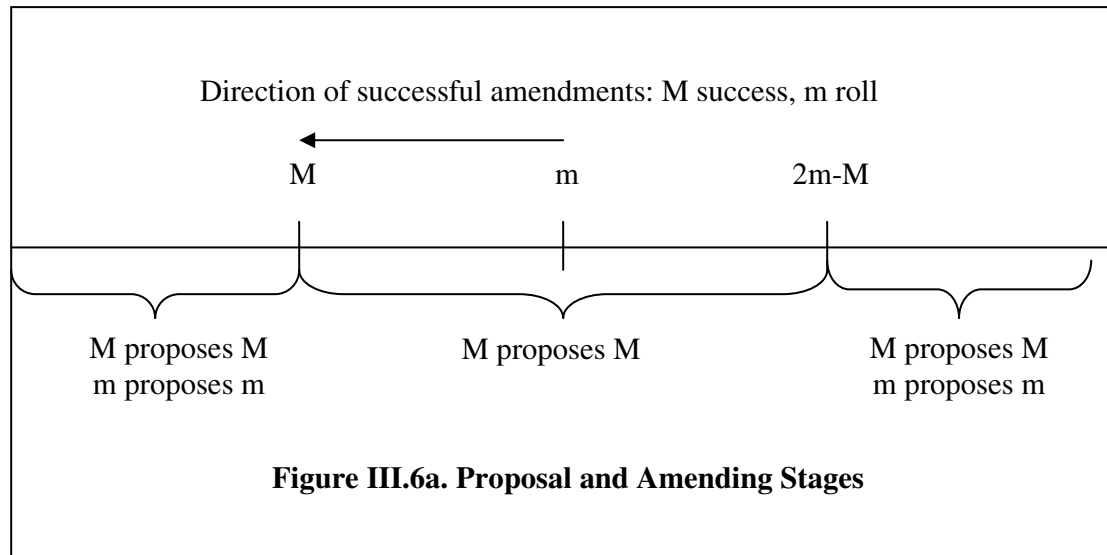 Direction of successful amendments: M success, m roll
M m 2m-M
M proposes M M proposes M M proposes M
m proposes m m proposes m
Figure III.6a. Proposal and Amending Stages